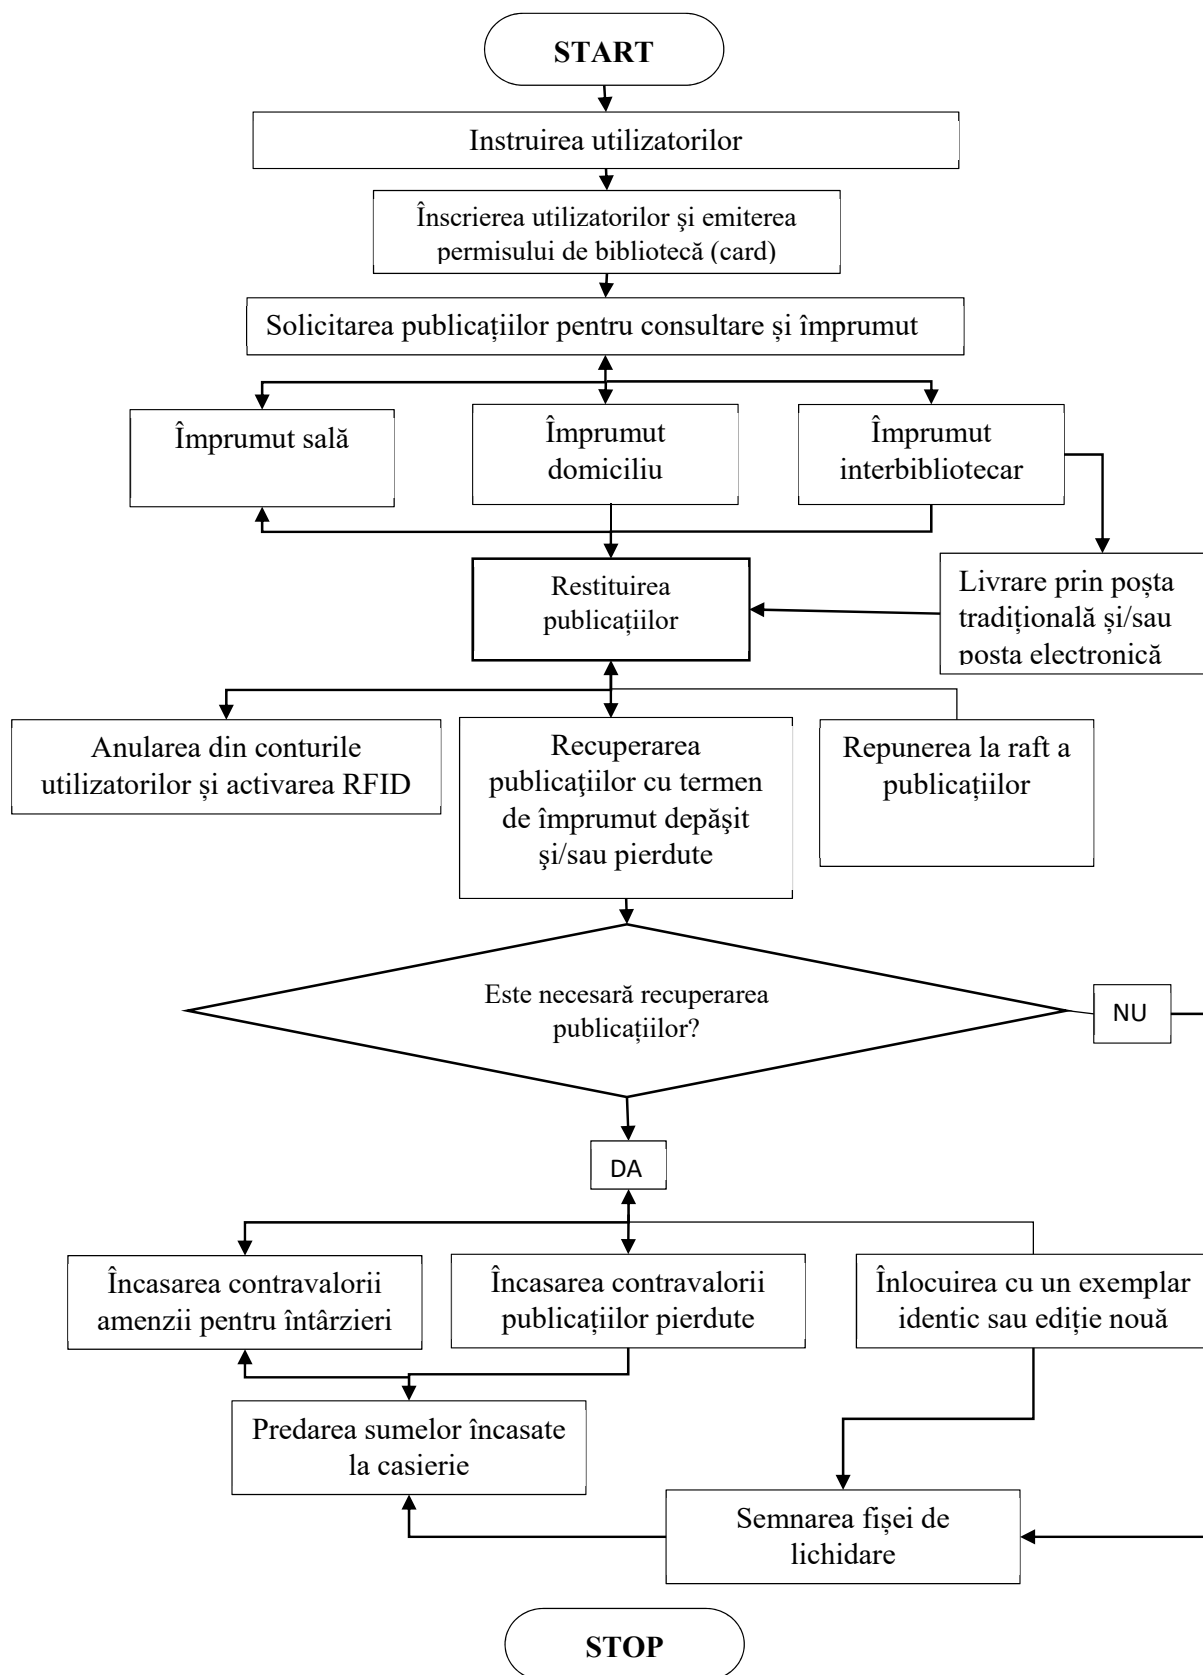 START
Instruirea utilizatorilor
Înscrierea utilizatorilor şi emiterea
permisului de bibliotecă (card)
Solicitarea publicațiilor pentru consultare și împrumut
Împrumut sală
Împrumut
domiciliu
Împrumut
interbibliotecar
Restituirea
publicațiilor
Livrare prin poșta
tradițională și/sau
posta electronică
Anularea din conturile
utilizatorilor și activarea RFID
Recuperarea
publicaţiilor cu termen
de împrumut depăşit
şi/sau pierdute
Repunerea la raft a
publicațiilor
Este necesară recuperarea
publicațiilor?
NU
DA
Încasarea contravalorii
amenzii pentru întârzieri
Încasarea contravalorii
publicațiilor pierdute
Înlocuirea cu un exemplar
identic sau ediție nouă
Predarea sumelor încasate
la casierie
Semnarea fișei de
lichidare
STOP